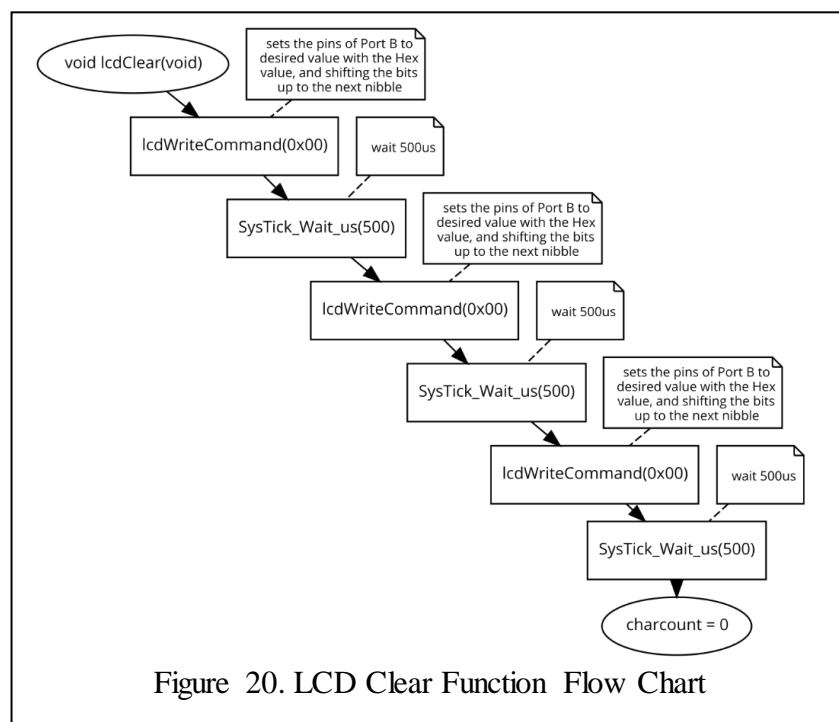 void lcdClear(void)
sets the pins of Port B to
desired value with the Hex
value, and shifting the bits
up to the next nibble
lcdWriteCommand(0x00)
wait 500us
SysTick_Wait_us(500)
sets the pins of Port B to
desired value with the Hex
value, and shifting the bits
up to the next nibble
lcdWriteCommand(0x00)
wait 500us
SysTick_Wait_us(500)
sets the pins of Port B to
desired value with the Hex
value, and shifting the bits
up to the next nibble
lcdWriteCommand(0x00)
wait 500us
SysTick_Wait_us(500)
charcount = 0
Figure 20. LCD Clear Function Flow Chart